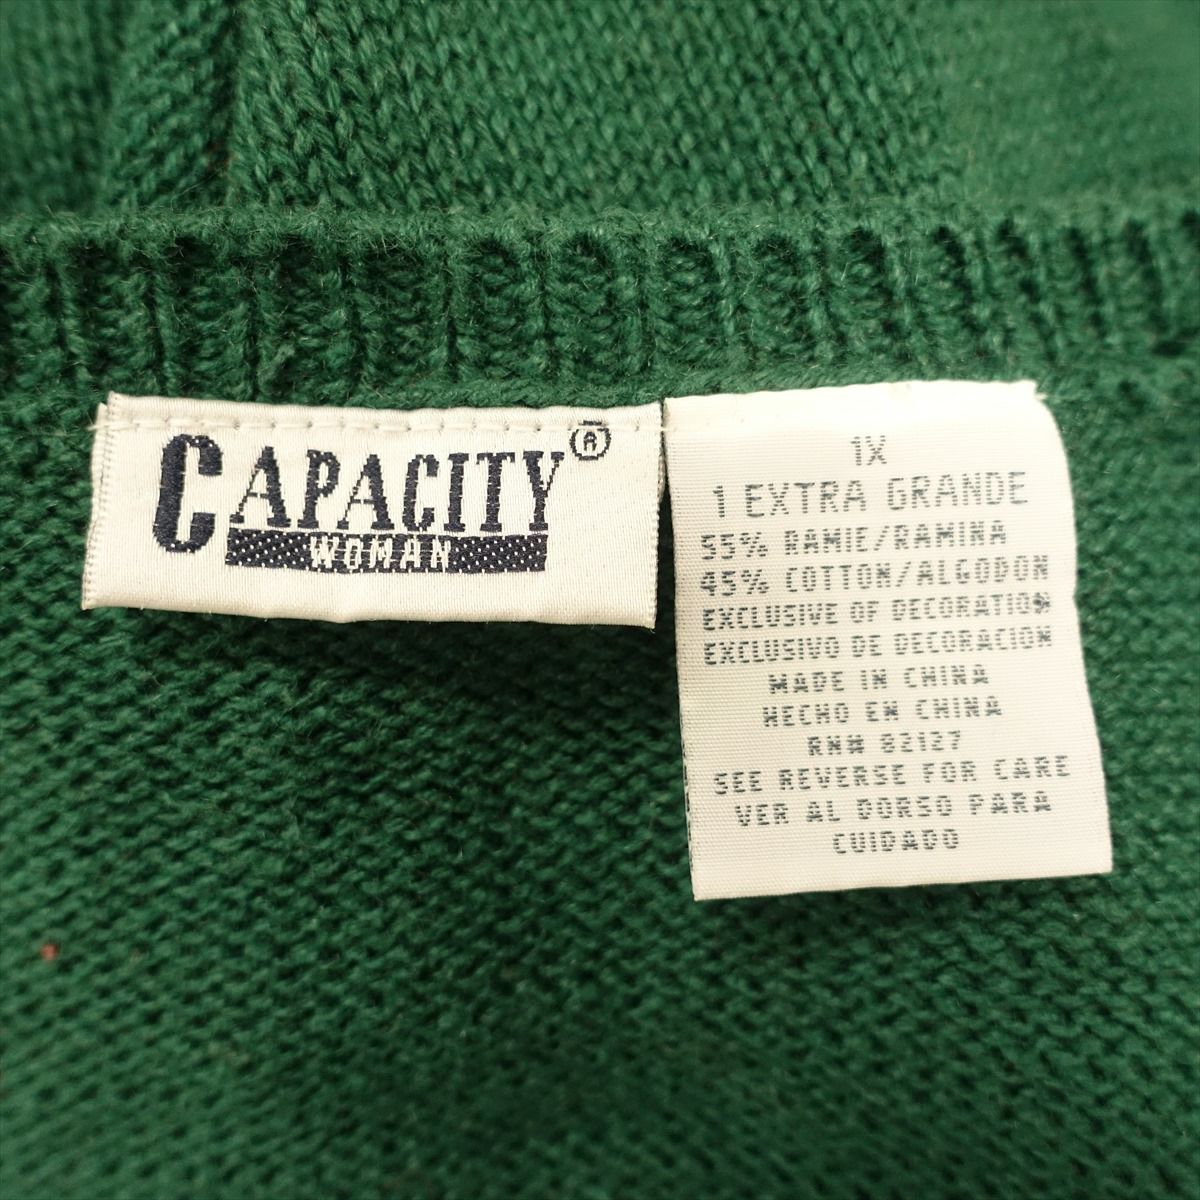 CAPACITY®
WOMAN
1X
1 EXTRA GRANDE
55% RAMIE/RAMINA
45% COTTON/ALGODON
EXCLUSIVE OF DECORATION
EXCLUSIVO DE DECORACION
MADE IN CHINA
HECHO EN CHINA
RN# 82127
SEE REVERSE FOR CARE
VER AL DORSO PARA
CUIDADO